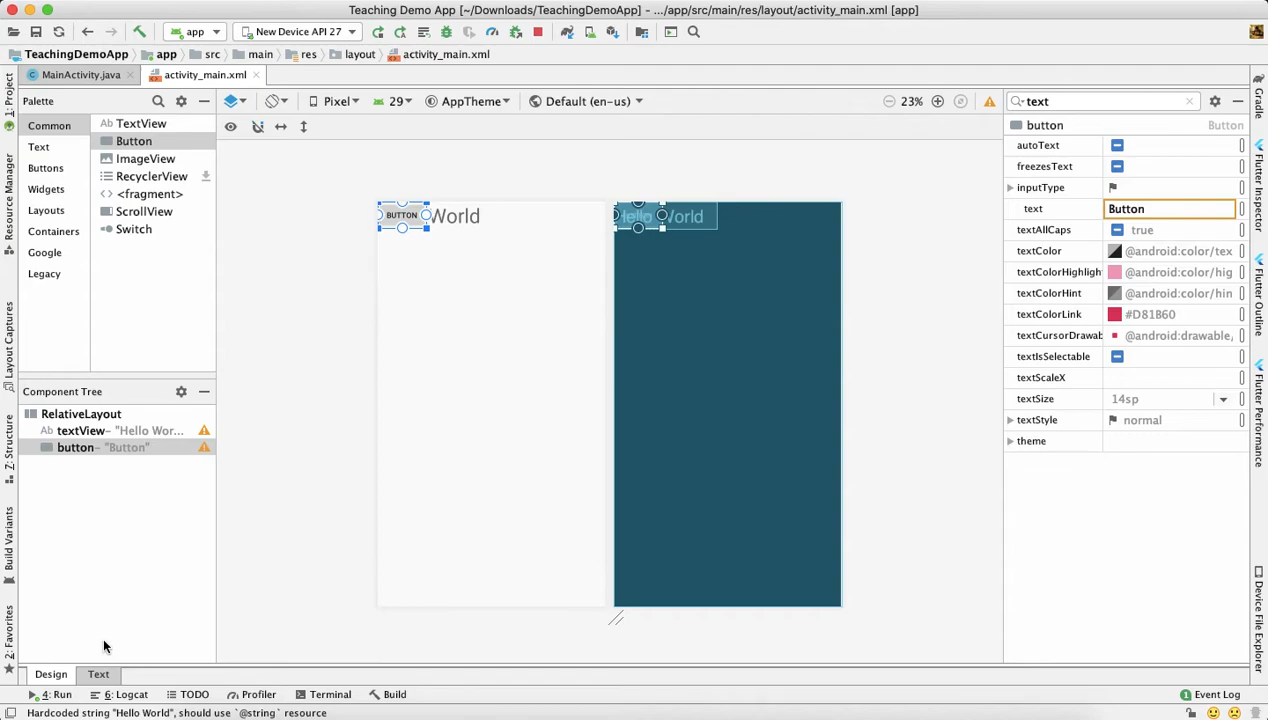 Teaching Demo App [~/Downloads/TeachingDemoApp] - .../app/src/main/res/layout/activity_main.xml [app]
app
New Device API 27
TeachingDemoApp
app
src
main
res
layout
activity_main.xml
MainActivity.java
activity_main.xml
Palette
Pixel
29
AppTheme
Default (en-us)
23%
text
Common
Text
Buttons
Widgets
Layouts
Containers
Google
Legacy
Ab TextView
Button
ImageView
RecyclerView
<> <fragment>
ScrollView
Switch
BUTTON
World
Hello World
Component Tree
RelativeLayout
Ab textView- "Hello Wor...
button- "Button"
button
Button
autoText
freezesText
inputType
text
Button
textAllCaps
true
textColor
@android:color/tex
textColorHighligh
@android:color/hig
textColorHint
@android:color/hin
textColorLink
#D81B60
textCursorDrawab
@android:drawable,
textIsSelectable
textScaleX
textSize
14sp
textStyle
normal
theme
1: Project
Resource Manager
Layout Captures
Z: Structure
Build Variants
2: Favorites
Gradle
Flutter Inspector
Flutter Outline
Flutter Performance
Device File Explorer
Design
Text
4: Run
6: Logcat
TODO
Profiler
Terminal
Build
1 Event Log
Hardcoded string "Hello World", should use `@string` resource